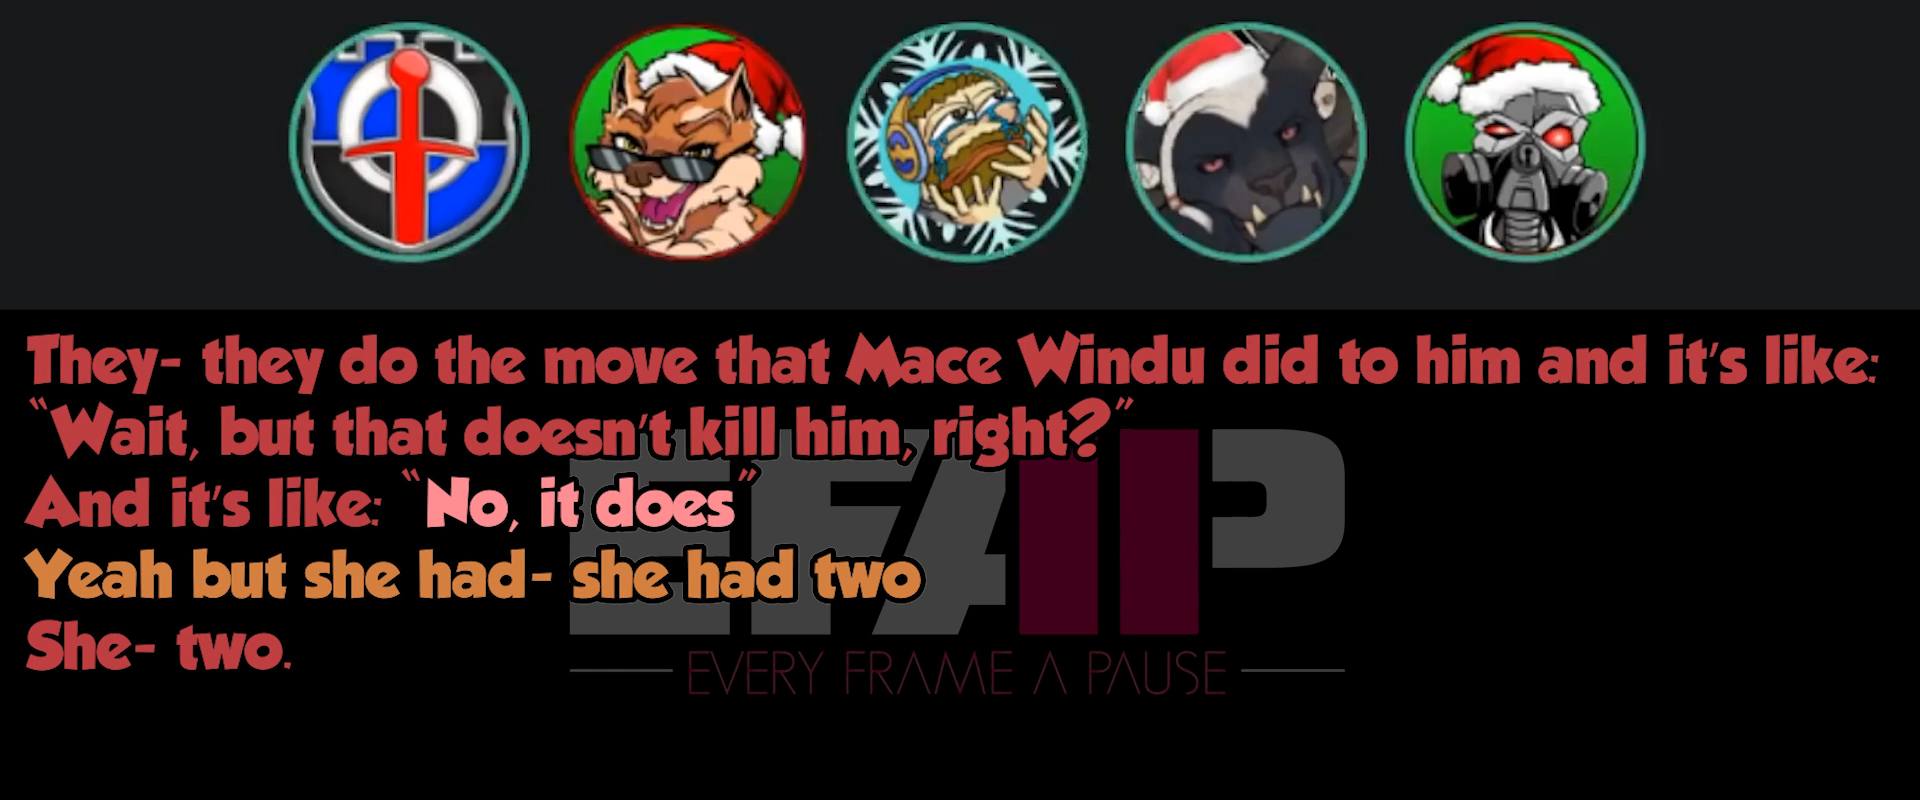 They- they do the move that Mace Windu did to him and it's like:
"Wait, but that doesn't kill him, right?"
And it's like: "No, it does"
Yeah but she had- she had two
She- two.
EFAP
EVERY FRAME A PAUSE